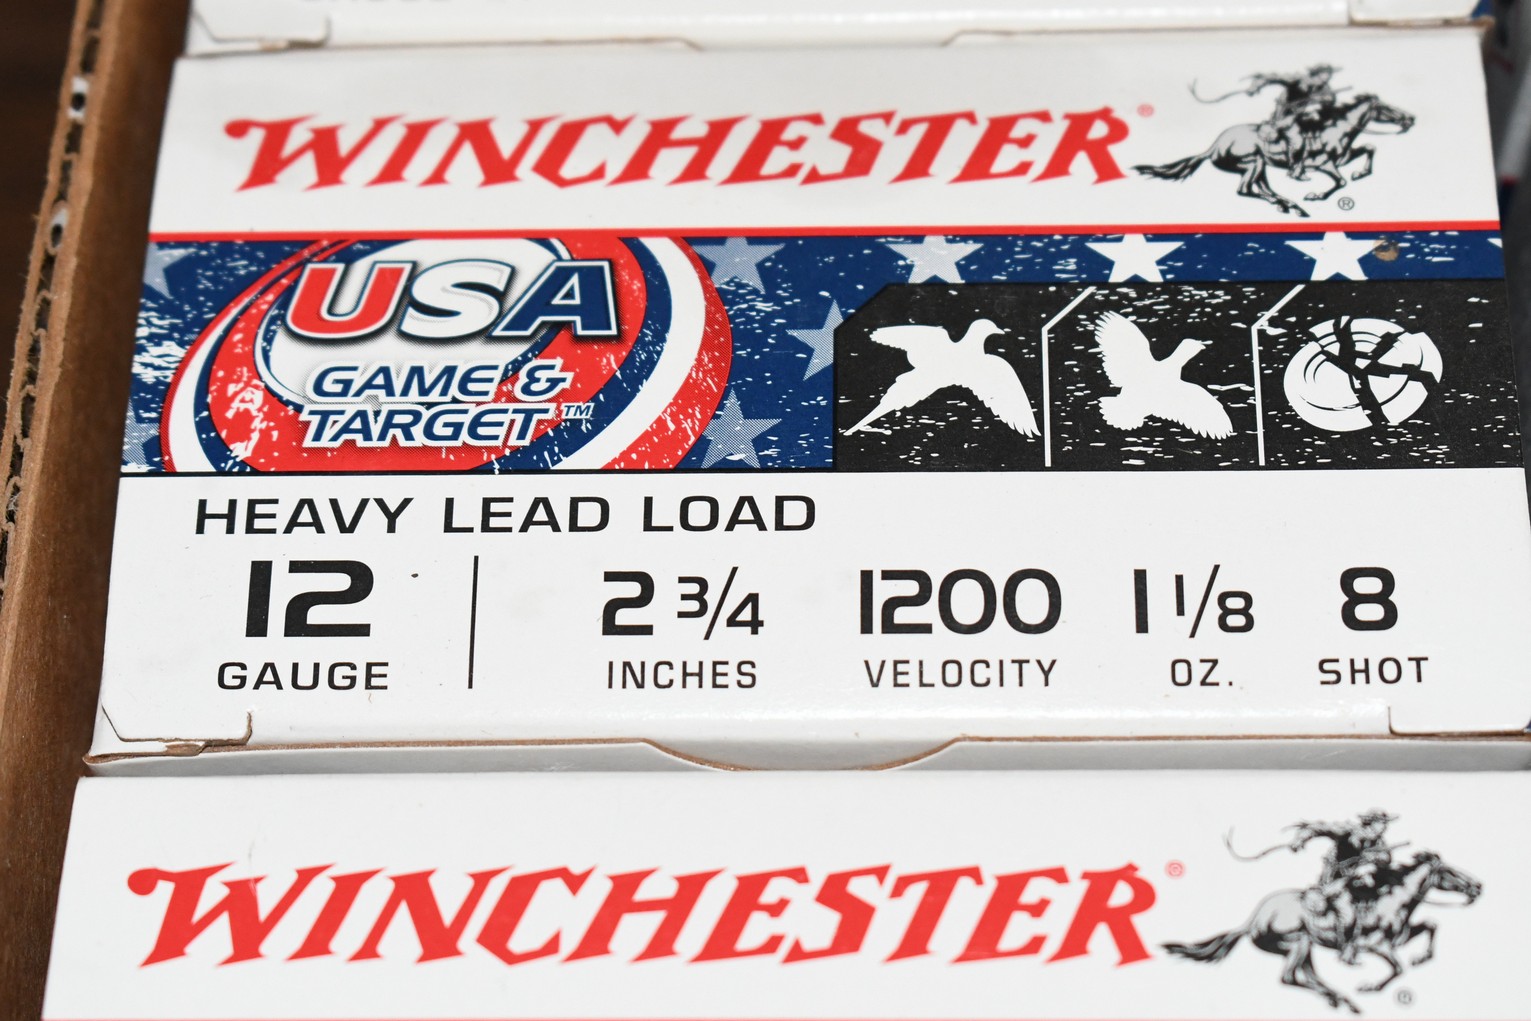 WINCHESTER®
®
USA
GAME &
TARGET™
HEAVY LEAD LOAD
12 2 3/4 1200 1 1/8 8
GAUGE INCHES VELOCITY OZ. SHOT
WINCHESTER®
®